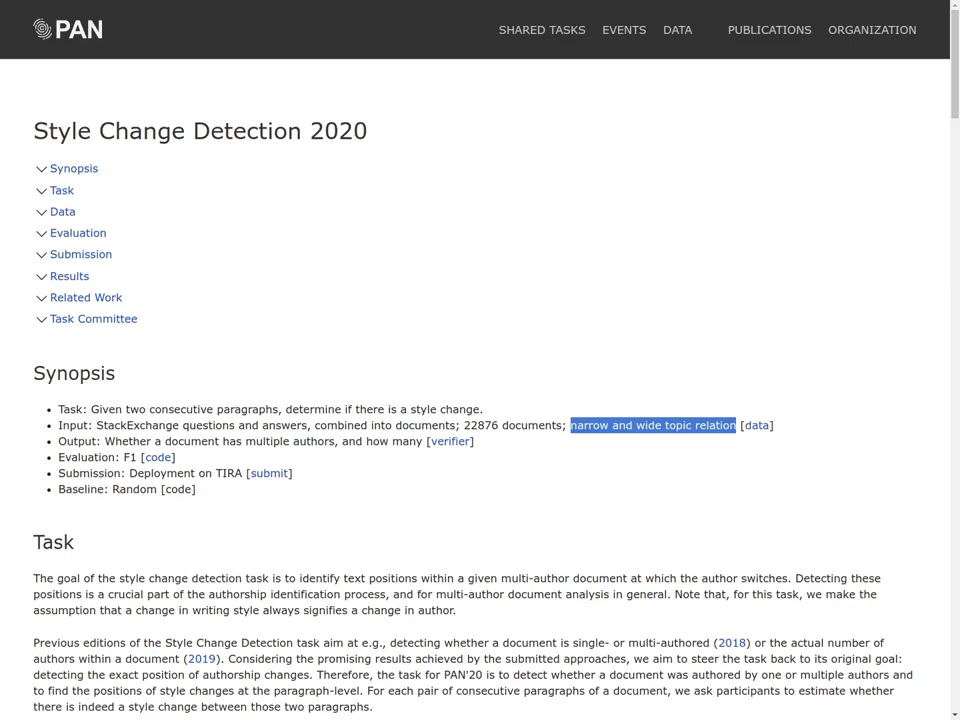 PAN
SHARED TASKS EVENTS DATA PUBLICATIONS ORGANIZATION
Style Change Detection 2020
Synopsis
Task
Data
Evaluation
Submission
Results
Related Work
Task Committee
Synopsis
• Task: Given two consecutive paragraphs, determine if there is a style change.
• Input: StackExchange questions and answers, combined into documents; 22876 documents; narrow and wide topic relation [data]
• Output: Whether a document has multiple authors, and how many [verifier]
• Evaluation: F1 [code]
• Submission: Deployment on TIRA [submit]
• Baseline: Random [code]
Task
The goal of the style change detection task is to identify text positions within a given multi-author document at which the author switches. Detecting these
positions is a crucial part of the authorship identification process, and for multi-author document analysis in general. Note that, for this task, we make the
assumption that a change in writing style always signifies a change in author.
Previous editions of the Style Change Detection task aim at e.g., detecting whether a document is single- or multi-authored (2018) or the actual number of
authors within a document (2019). Considering the promising results achieved by the submitted approaches, we aim to steer the task back to its original goal:
detecting the exact position of authorship changes. Therefore, the task for PAN'20 is to detect whether a document was authored by one or multiple authors and
to find the positions of style changes at the paragraph-level. For each pair of consecutive paragraphs of a document, we ask participants to estimate whether
there is indeed a style change between those two paragraphs.